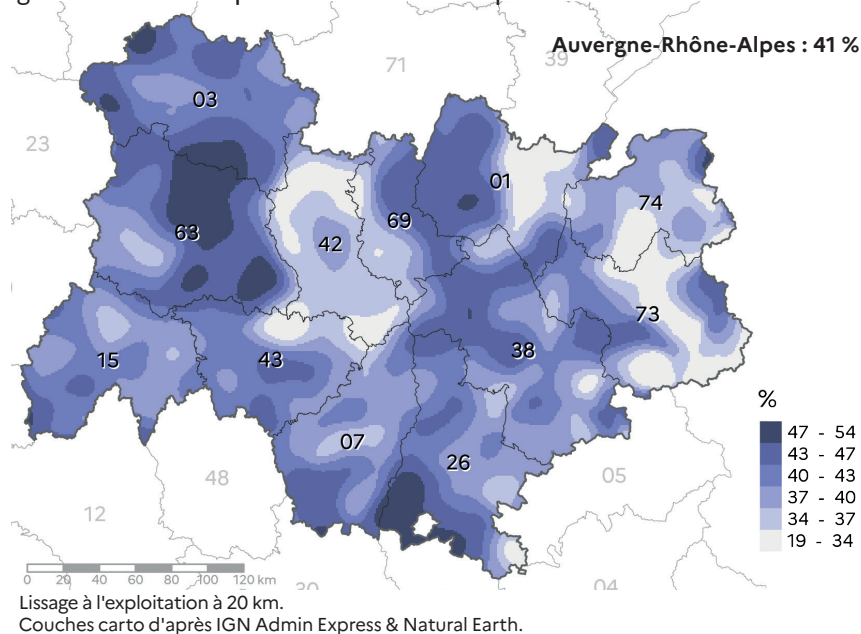 Auvergne-Rhône-Alpes : 41 %
71
39
03
23
01
74
69
42
63
73
38
15
43
07
26
48
05
12
30
04
%
47 - 54
43 - 47
40 - 43
37 - 40
34 - 37
19 - 34
0 20 40 60 80 100 120 km
Lissage à l'exploitation à 20 km.
Couches carto d'après IGN Admin Express & Natural Earth.